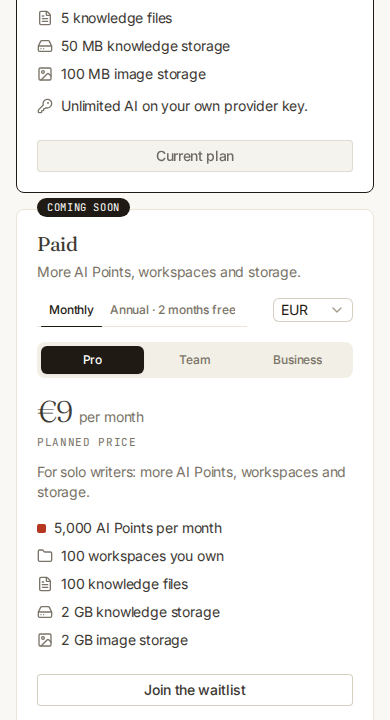 5 knowledge files
50 MB knowledge storage
100 MB image storage
Unlimited AI on your own provider key.
Current plan
COMING SOON
Paid
More AI Points, workspaces and storage.
Monthly
Annual · 2 months free
EUR
Pro
Team
Business
€9 per month
PLANNED PRICE
For solo writers: more AI Points, workspaces and
storage.
5,000 AI Points per month
100 workspaces you own
100 knowledge files
2 GB knowledge storage
2 GB image storage
Join the waitlist